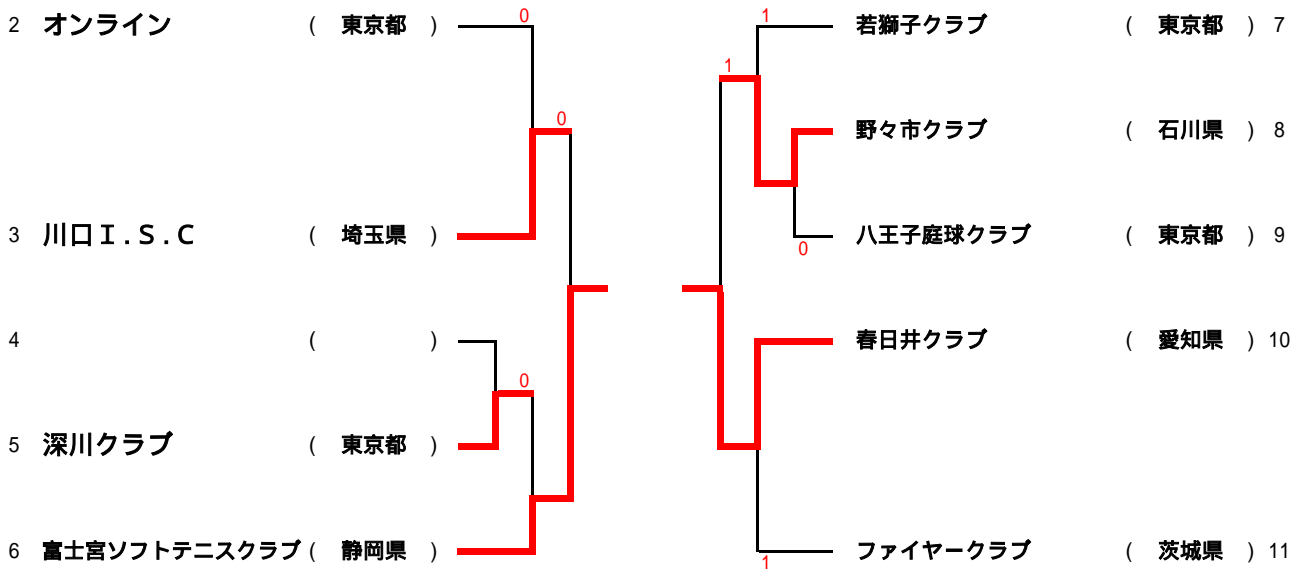 0
2 オンライン ( 東京都 )
0
3 川口I.S.C ( 埼玉県 )
4 ( )
0
5 深川クラブ ( 東京都 )
6 富士宮ソフトテニスクラブ ( 静岡県 )
1
若獅子クラブ ( 東京都 ) 7
1
野々市クラブ ( 石川県 ) 8
八王子庭球クラブ ( 東京都 ) 9
0
春日井クラブ ( 愛知県 ) 10
ファイヤークラブ ( 茨城県 ) 11
1